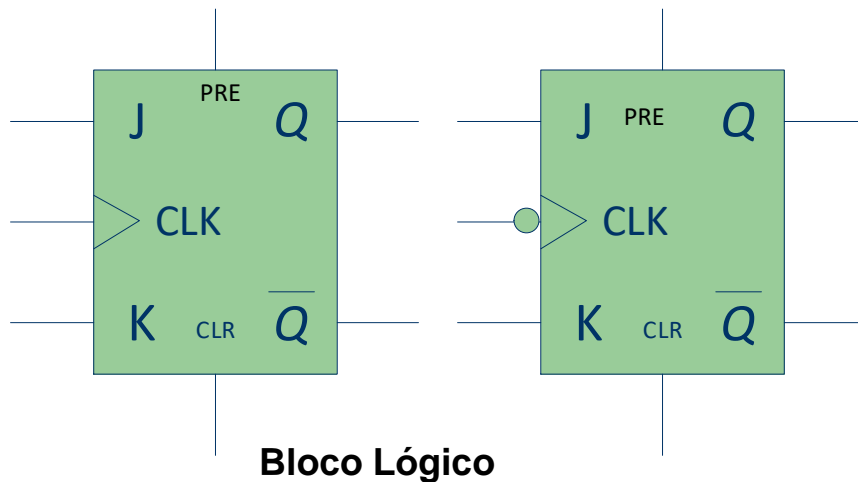 PRE
J Q
CLK
K CLR Q̅
J PRE Q
CLK
K CLR Q̅
Bloco Lógico